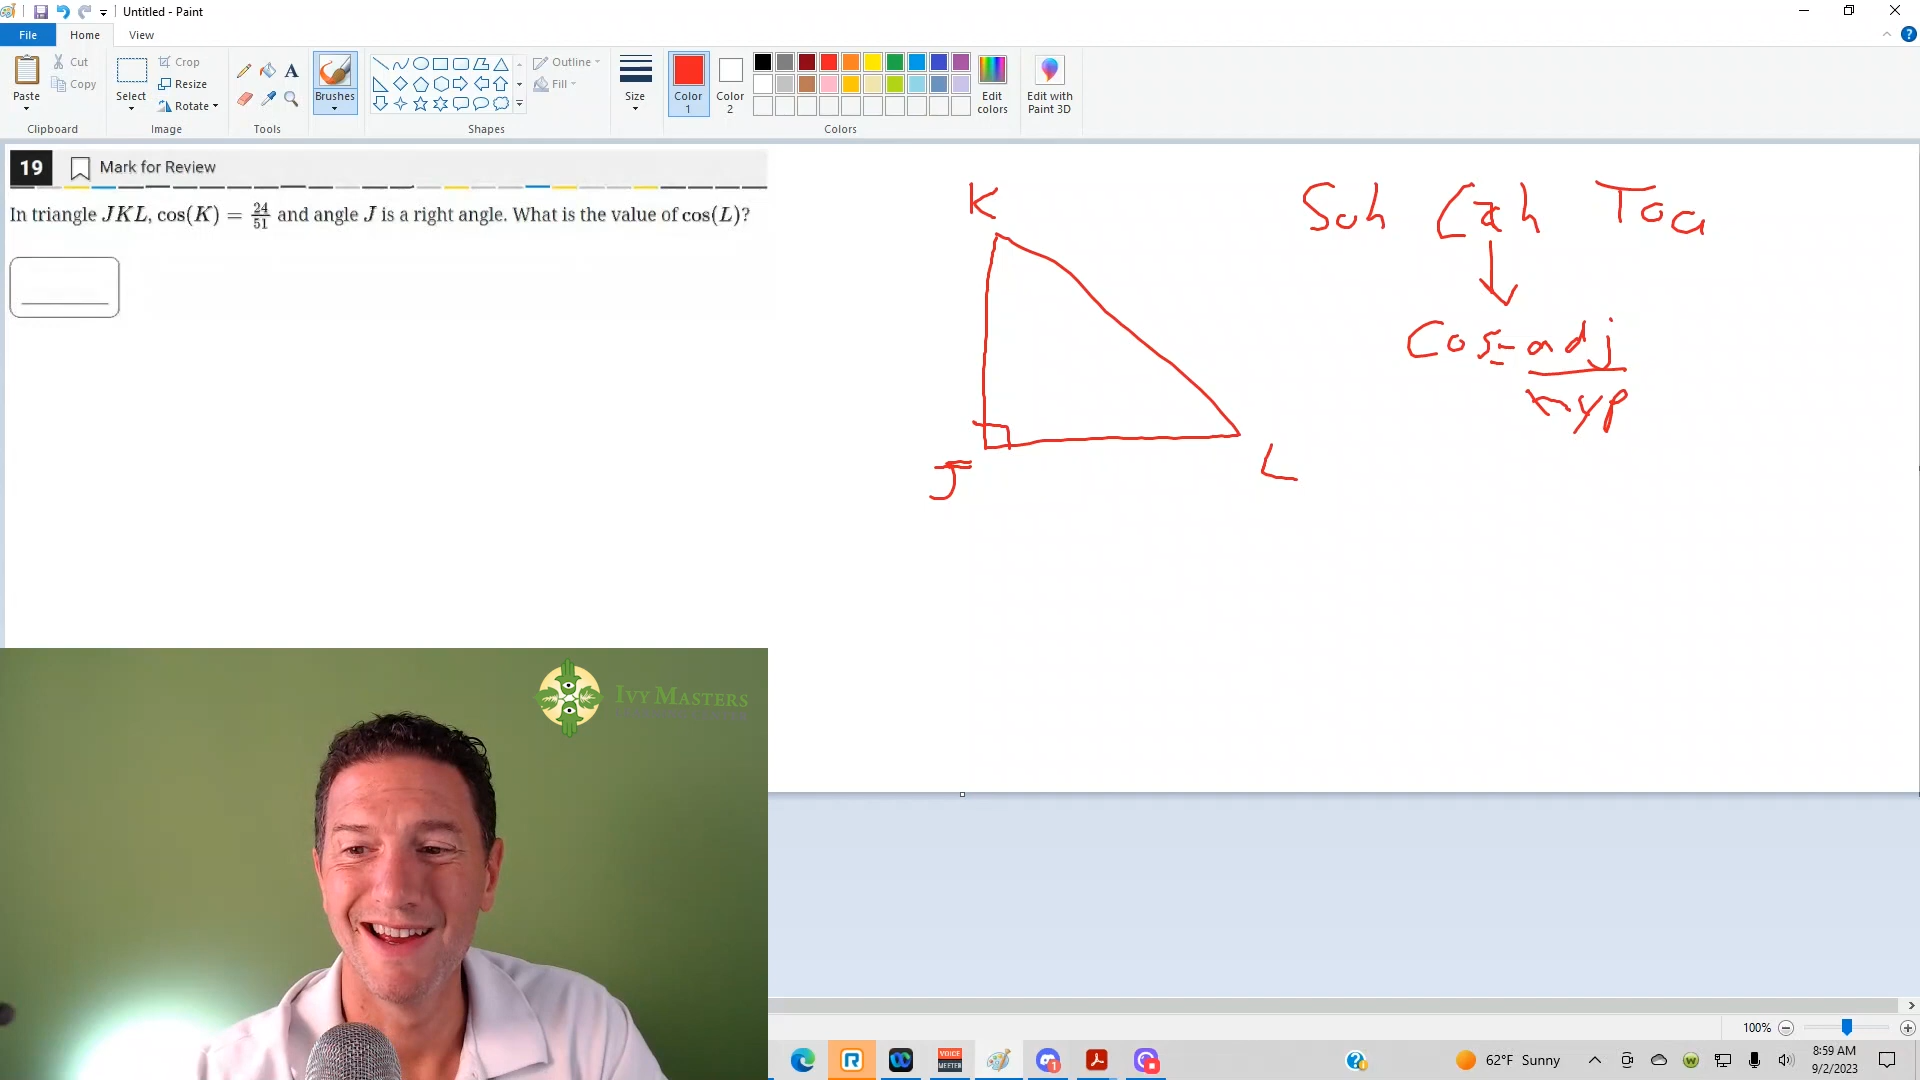 Untitled - Paint
File Home View
Paste
Cut
Copy
Clipboard
Select
Crop
Resize
Rotate
Image
Tools
Brushes
Shapes
Outline
Fill
Size
Color 1
Color 2
Colors
Edit colors
Edit with Paint 3D
19 Mark for Review
In triangle JKL, cos(K) = 24/51 and angle J is a right angle. What is the value of cos(L)?
K
J
L
Soh Cah Toa
Cos = adj
hyp
IVY MASTERS
100%
VOICE MEETER
62°F Sunny
8:59 AM
9/2/2023